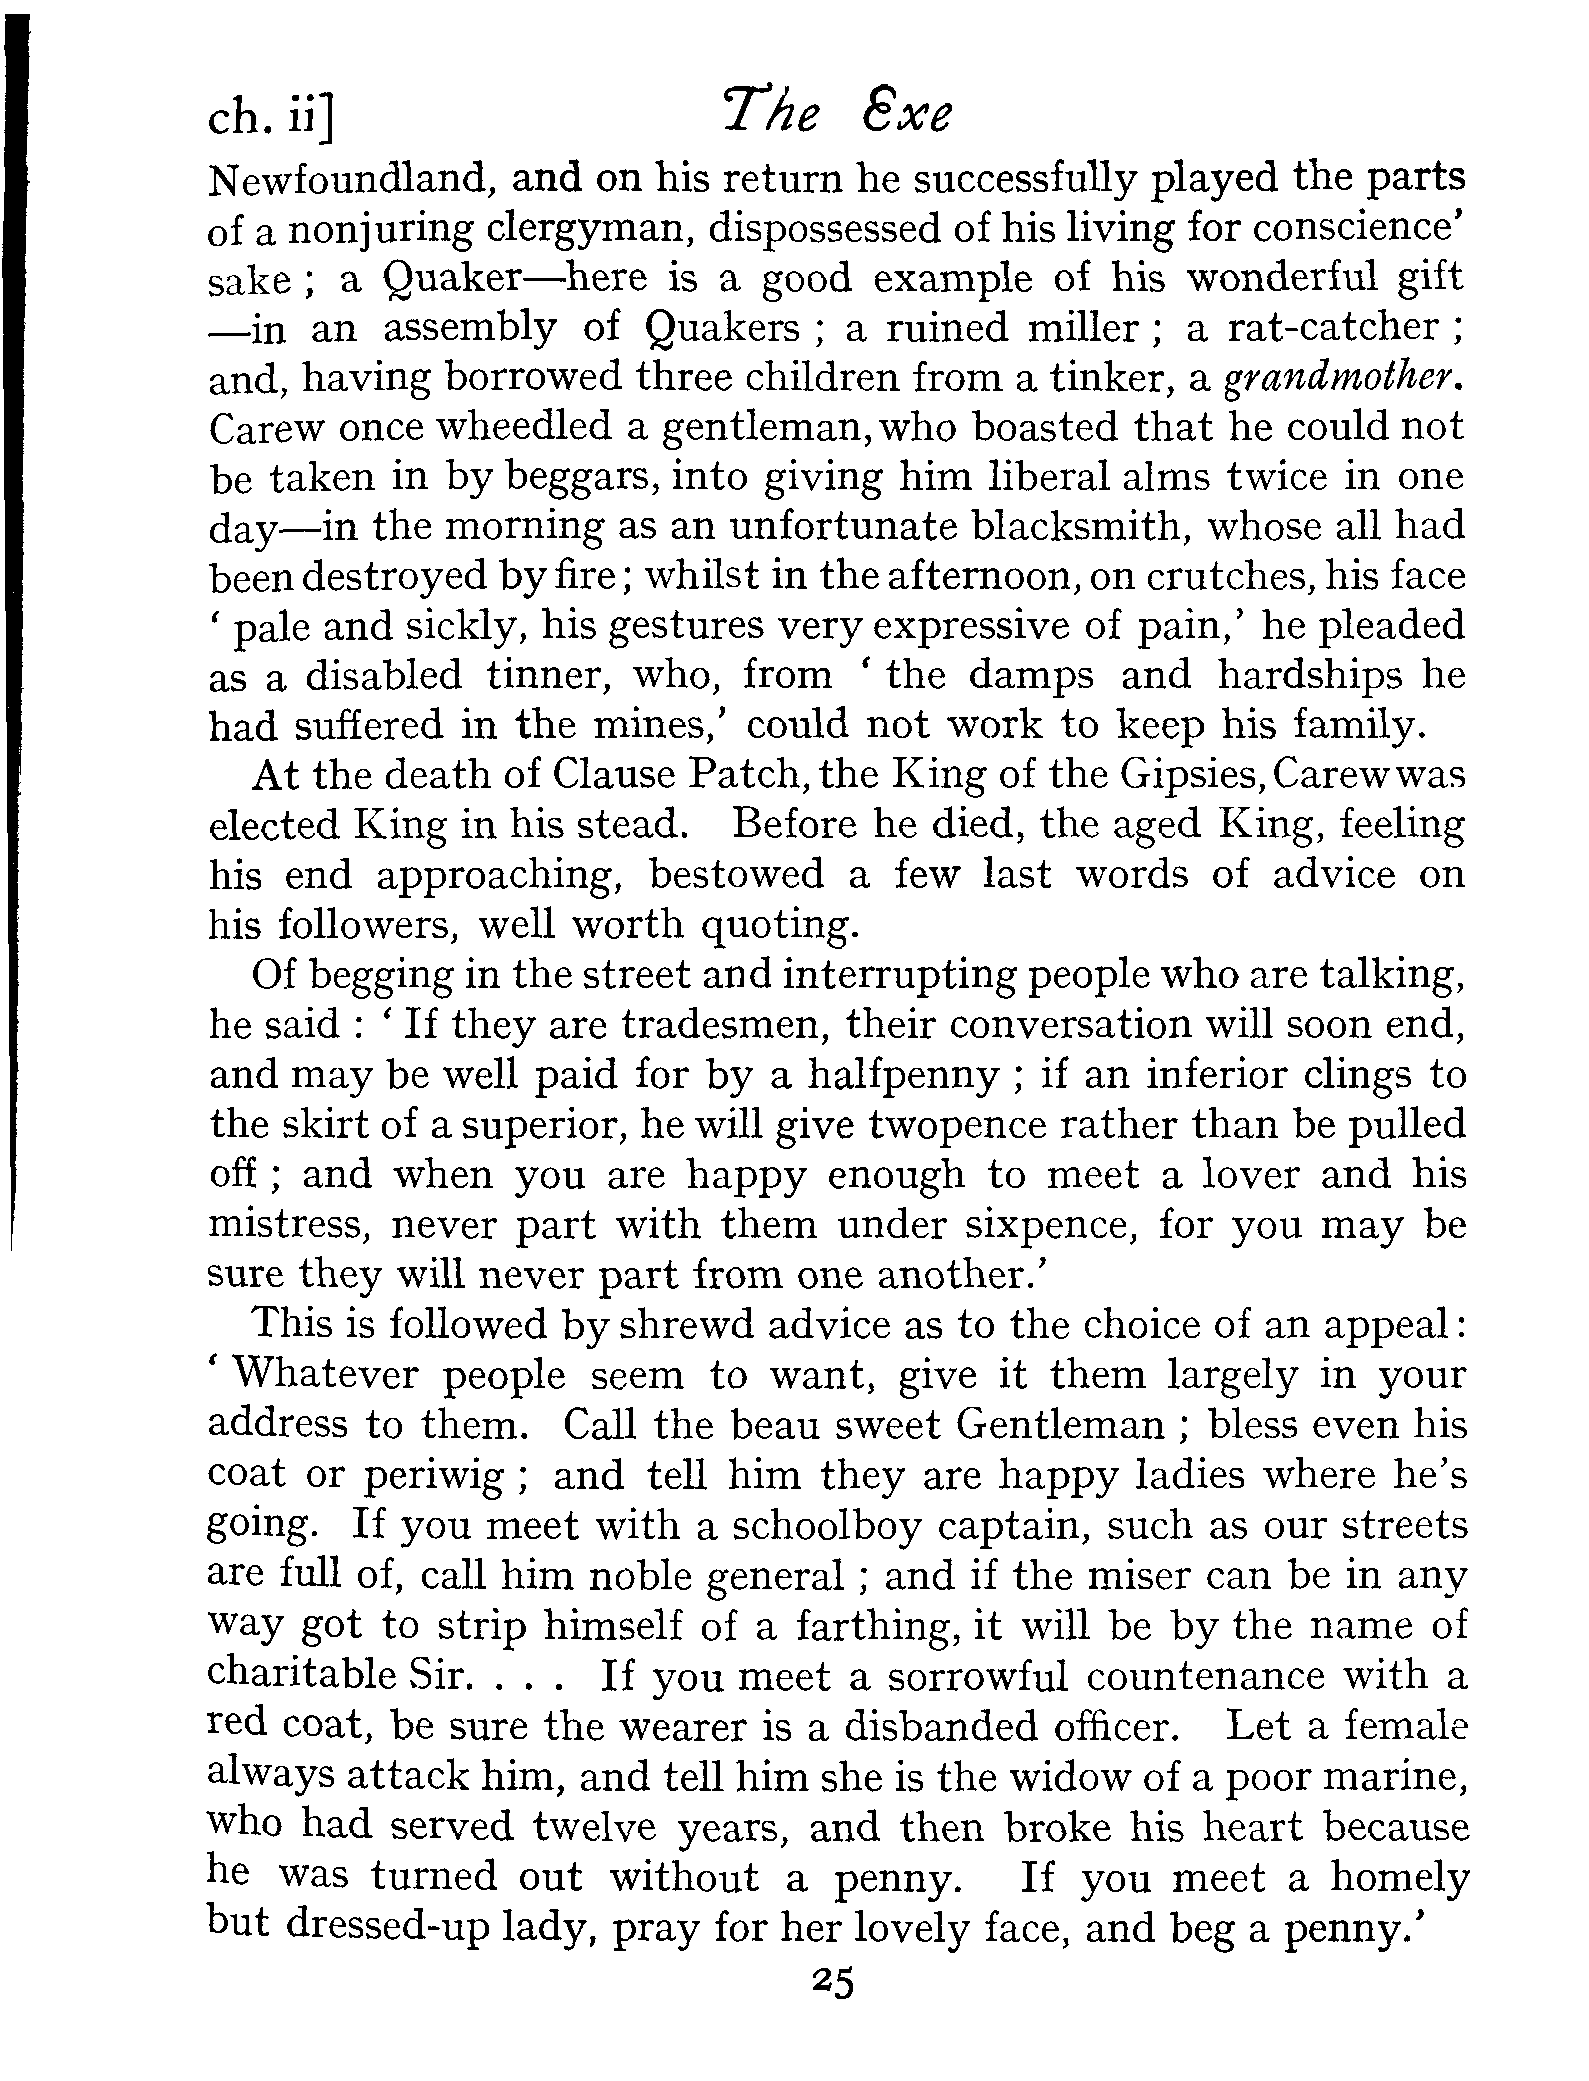 ch. ii] The Exe
Newfoundland, and on his return he successfully played the parts
of a nonjuring clergyman, dispossessed of his living for conscience'
sake ; a Quaker—here is a good example of his wonderful gift
—in an assembly of Quakers ; a ruined miller ; a rat-catcher ;
and, having borrowed three children from a tinker, a grandmother.
Carew once wheedled a gentleman, who boasted that he could not
be taken in by beggars, into giving him liberal alms twice in one
day—in the morning as an unfortunate blacksmith, whose all had
been destroyed by fire; whilst in the afternoon, on crutches, his face
‘ pale and sickly, his gestures very expressive of pain,’ he pleaded
as a disabled tinner, who, from ‘ the damps and hardships he
had suffered in the mines,’ could not work to keep his family.
At the death of Clause Patch, the King of the Gipsies, Carew was
elected King in his stead. Before he died, the aged King, feeling
his end approaching, bestowed a few last words of advice on
his followers, well worth quoting.
Of begging in the street and interrupting people who are talking,
he said : ‘ If they are tradesmen, their conversation will soon end,
and may be well paid for by a halfpenny ; if an inferior clings to
the skirt of a superior, he will give twopence rather than be pulled
off ; and when you are happy enough to meet a lover and his
mistress, never part with them under sixpence, for you may be
sure they will never part from one another.’
This is followed by shrewd advice as to the choice of an appeal:
‘ Whatever people seem to want, give it them largely in your
address to them. Call the beau sweet Gentleman ; bless even his
coat or periwig ; and tell him they are happy ladies where he's
going. If you meet with a schoolboy captain, such as our streets
are full of, call him noble general ; and if the miser can be in any
way got to strip himself of a farthing, it will be by the name of
charitable Sir. . . . If you meet a sorrowful countenance with a
red coat, be sure the wearer is a disbanded officer. Let a female
always attack him, and tell him she is the widow of a poor marine,
who had served twelve years, and then broke his heart because
he was turned out without a penny. If you meet a homely
but dressed-up lady, pray for her lovely face, and beg a penny.’
25